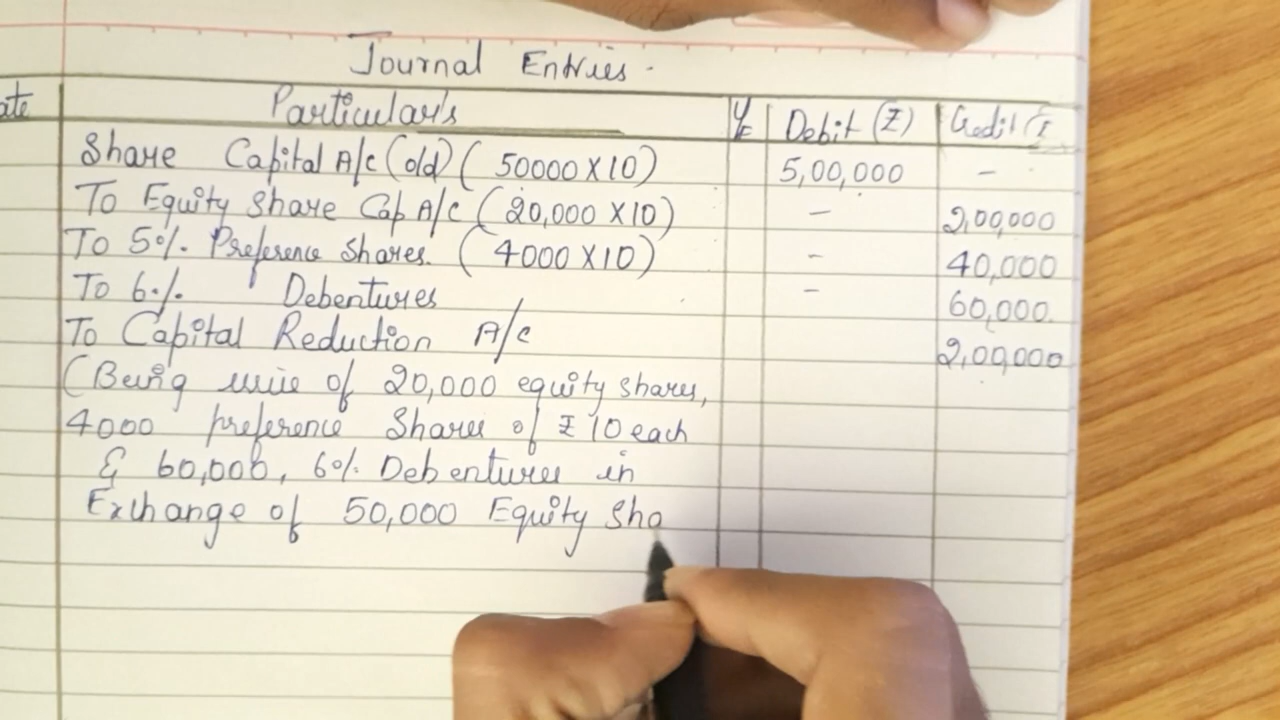 Journal Entries.
ate Particular's L/F Debit (₹) Credit (₹
Share Capital A/c (old) ( 50000 X 10) 5,00,000 -
To Equity Share Cap A/c ( 20,000 X 10) - 2,00,000
To 5% Preference Shares. ( 4000 X 10) - 40,000
To 6% Debentures - 60,000.
To Capital Reduction A/c 2,00,000
(Being issue of 20,000 equity shares,
4000 preference Shares of ₹ 10 each
& 60,000, 6% Debentures in
Exchange of 50,000 Equity Sha